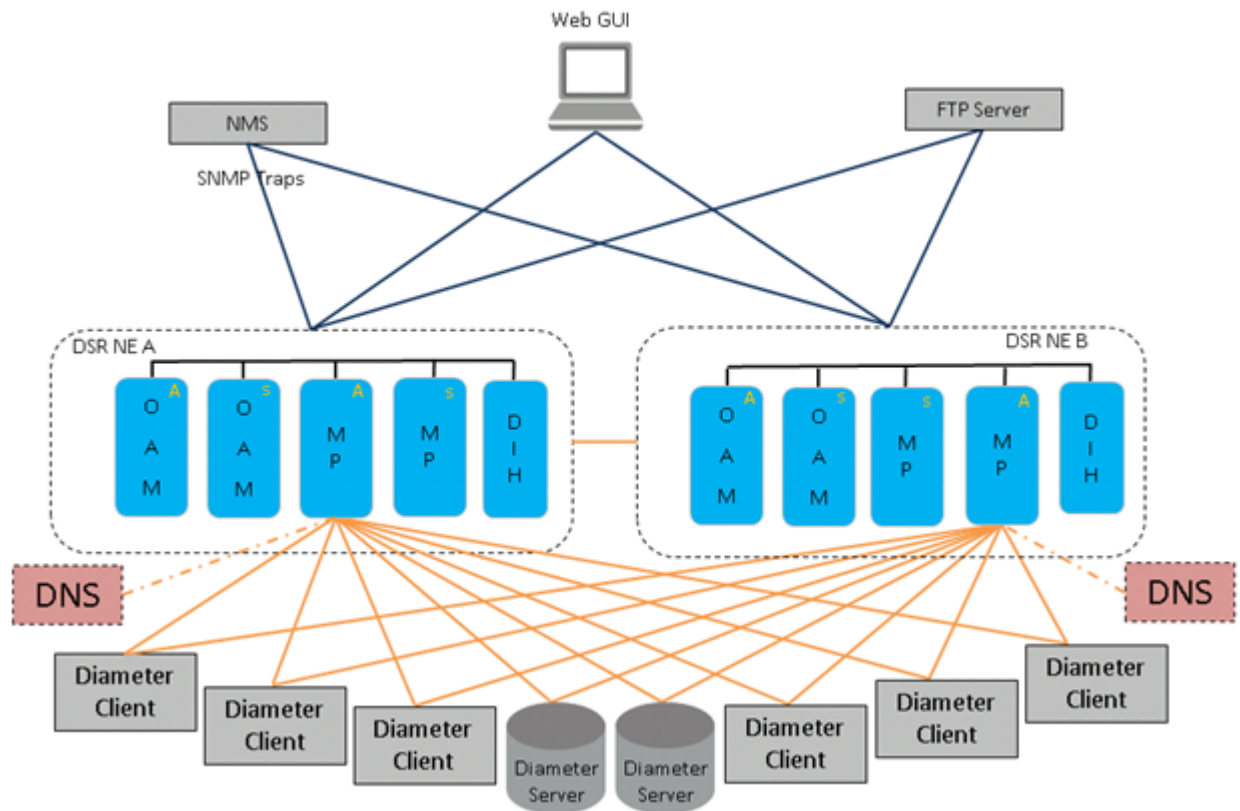 Web GUI
NMS
FTP Server
SNMP Traps
DSR NE A
DSR NE B
A
S
A
S
O A M
O A M
M P
M P
D I H
A
S
S
A
O A M
O A M
M P
M P
D I H
DNS
DNS
Diameter
Client
Diameter
Client
Diameter
Client
Diameter
Server
Diameter
Server
Diameter
Client
Diameter
Client
Diameter
Client